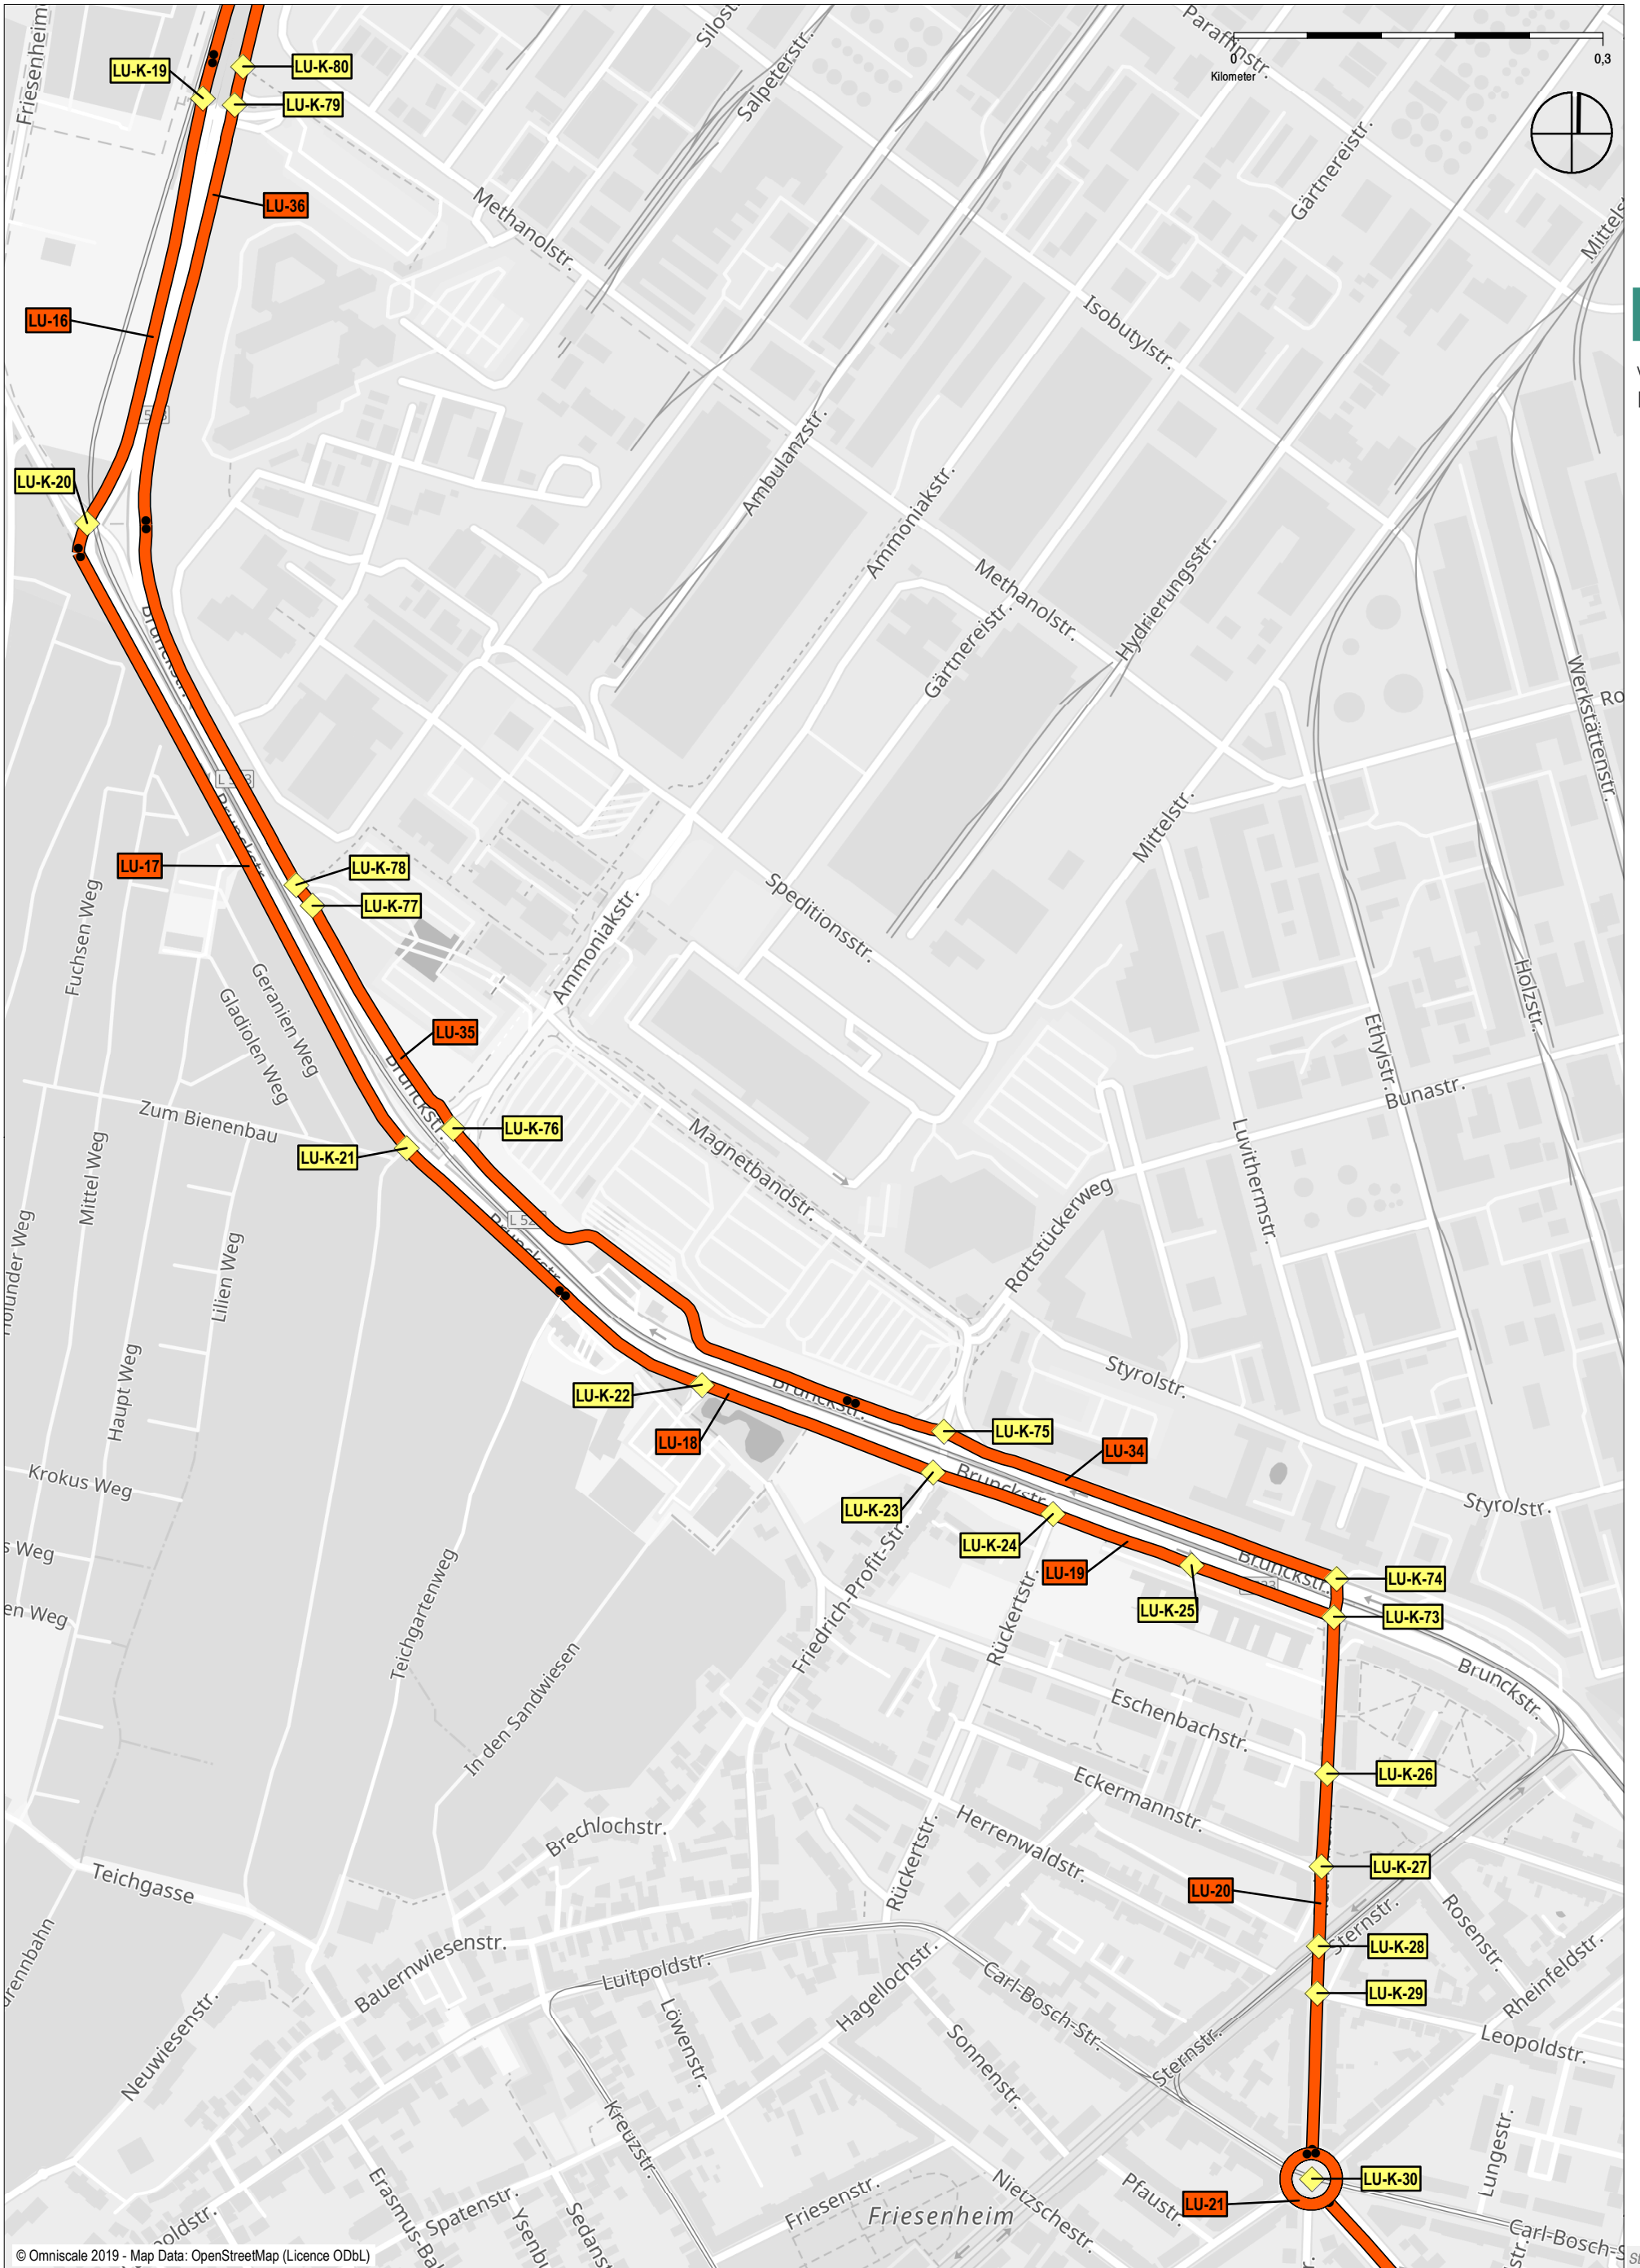 Paraffinstr.
Salpeterstr.
0
0,3
Kilometer
LU-K-19
LU-K-80
LU-K-79
LU-36
Methanolstr.
Gärtnereistr.
LU-16
Isobutylstr.
Ambulanzstr.
LU-K-20
Ammoniakstr.
Methanolstr.
Hydrierungsstr.
Gärtnereistr.
Brunckstr.
Werkstättenstr.
Mittelstr.
LU-17
LU-K-78
LU-K-77
Speditionsstr.
Fuchsen Weg
Ammoniakstr.
Geranien Weg
Gladiolen Weg
Holzstr.
LU-35
Ethylstr.
Brunckstr.
Bunastr.
Zum Bienenbau
LU-K-76
LU-K-21
Magnetbandstr.
Luvithermstr.
Mittel Weg
Rottstückerweg
Brunckstr.
Lilien Weg
Haupt Weg
Styrolstr.
LU-K-22
Brunckstr.
LU-18
LU-K-75
LU-34
Krokus Weg
Brunckstr.
Styrolstr.
LU-K-23
LU-K-24
LU-19
Brunckstr.
LU-K-74
LU-K-25
LU-K-73
Teichgartenweg
Friedrich-Profit-Str.
Rückertstr.
Brunckstr.
In den Sandwiesen
Eschenbachstr.
LU-K-26
Eckermannstr.
Herrenwaldstr.
Brechlochstr.
Rückertstr.
LU-K-27
Teichgasse
LU-20
Rosenstr.
Sternstr.
LU-K-28
Bauernwiesenstr.
Luitpoldstr.
Hagellochstr.
Carl-Bosch-Str.
LU-K-29
Rheinfeldstr.
Neuwiesenstr.
Löwenstr.
Sonnenstr.
Sternstr.
Leopoldstr.
Kreuzstr.
LU-K-30
Lungestr.
Spatenstr.
Friesenstr.
Friesenheim
Nietzschestr.
Pfaustr.
LU-21
© Omniscale 2019 - Map Data: OpenStreetMap (Licence ODbL)